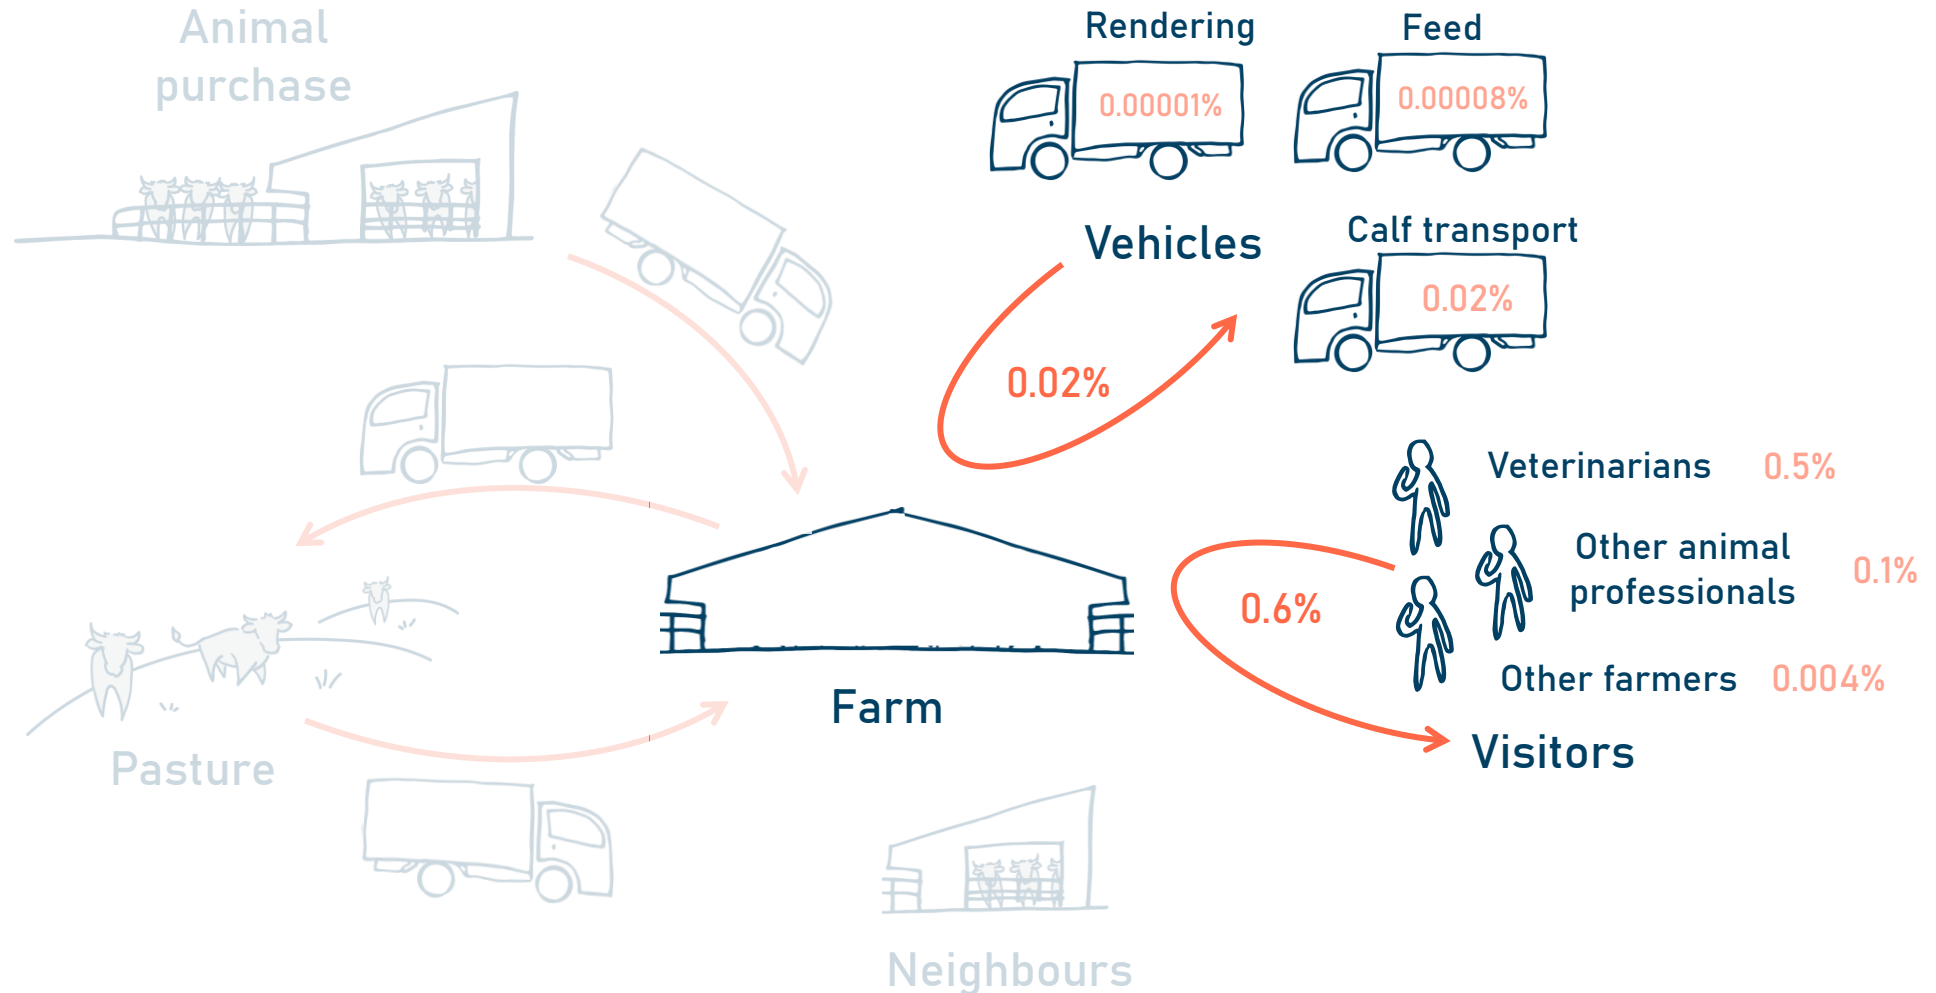 Animal
purchase
Rendering
0.00001%
Feed
0.00008%
Vehicles
Calf transport
0.02%
0.02%
Veterinarians 0.5%
Other animal
professionals
0.1%
0.6%
Other farmers 0.004%
Visitors
Farm
Pasture
Neighbours